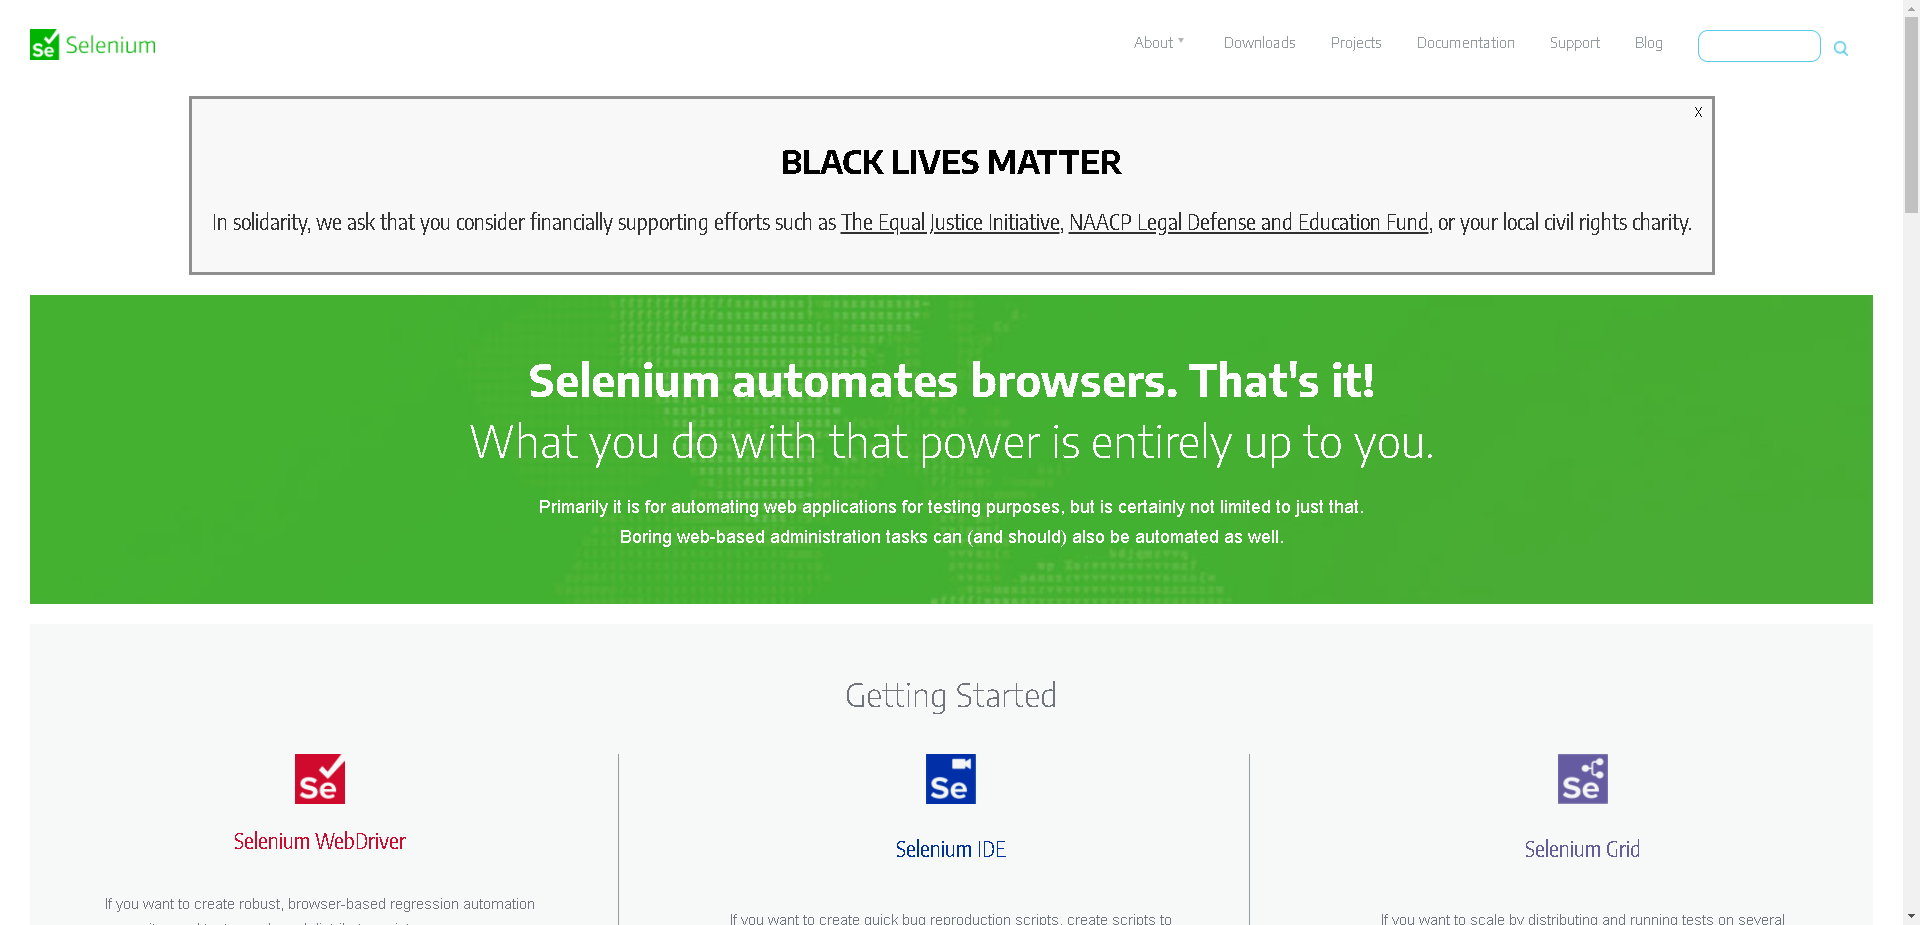 Se Selenium
About
Downloads
Projects
Documentation
Support
Blog
X
BLACK LIVES MATTER
In solidarity, we ask that you consider financially supporting efforts such as The Equal Justice Initiative, NAACP Legal Defense and Education Fund, or your local civil rights charity.
Selenium automates browsers. That's it!
What you do with that power is entirely up to you.
Primarily it is for automating web applications for testing purposes, but is certainly not limited to just that.
Boring web-based administration tasks can (and should) also be automated as well.
Getting Started
Se
Selenium WebDriver
If you want to create robust, browser-based regression automation
Se
Selenium IDE
If you want to create quick bug reproduction scripts, create scripts to
Se
Selenium Grid
If you want to scale by distributing and running tests on several